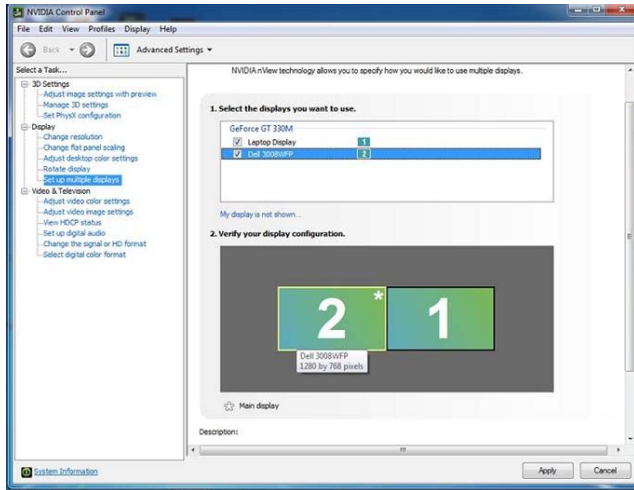 NVIDIA Control Panel
File Edit View Profiles Display Help
Back Advanced Settings
Select a Task...
3D Settings
Adjust image settings with preview
Manage 3D settings
Set PhysX configuration
Display
Change resolution
Change flat panel scaling
Adjust desktop color settings
Rotate display
Set up multiple displays
Video & Television
Adjust video color settings
Adjust video image settings
View HDCP status
Set up digital audio
Change the signal or HD format
Select digital color format
System Information
NVIDIA nView technology allows you to specify how you would like to use multiple displays.
1. Select the displays you want to use.
GeForce GT 330M
Laptop Display 1
Dell 3008WFP 2
My display is not shown...
2. Verify your display configuration.
2 * 1
Dell 3008WFP
1280 by 768 pixels
Main display
Description:
Apply Cancel